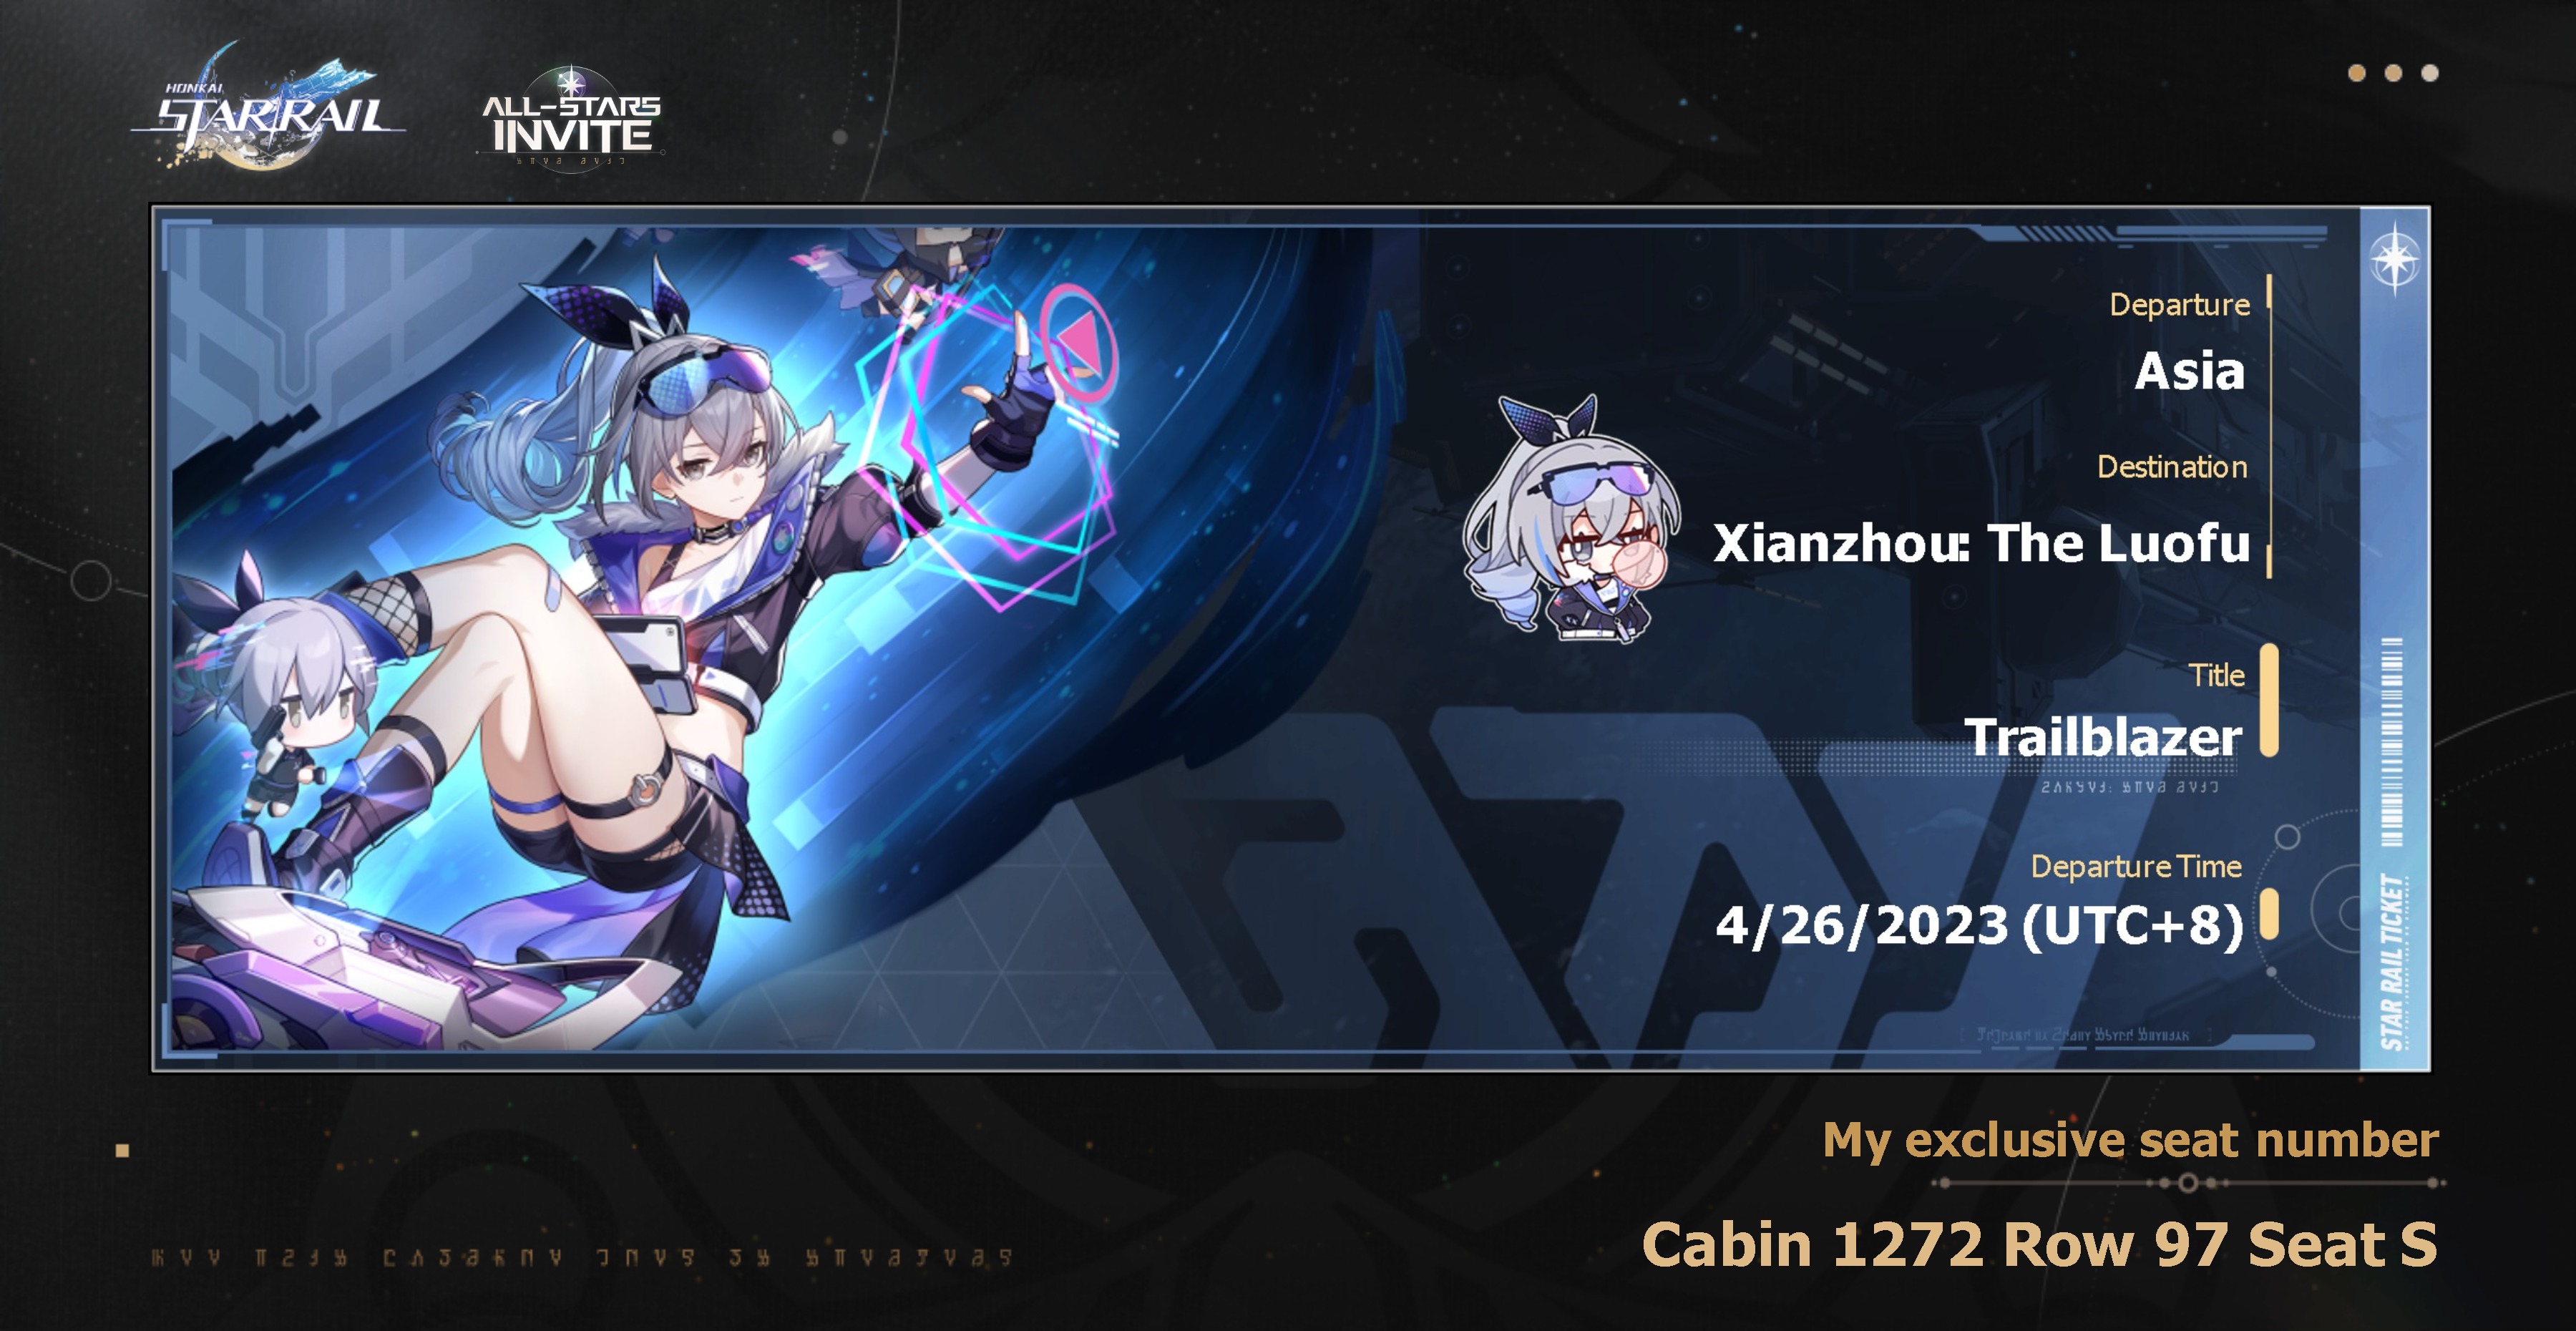 HONKAI
STAR RAIL
ALL-STARS
INVITE
Departure
Asia
Destination
Xianzhou: The Luofu
Title
Trailblazer
Departure Time
4/26/2023 (UTC+8)
STAR RAIL TICKET
My exclusive seat number
Cabin 1272 Row 97 Seat S